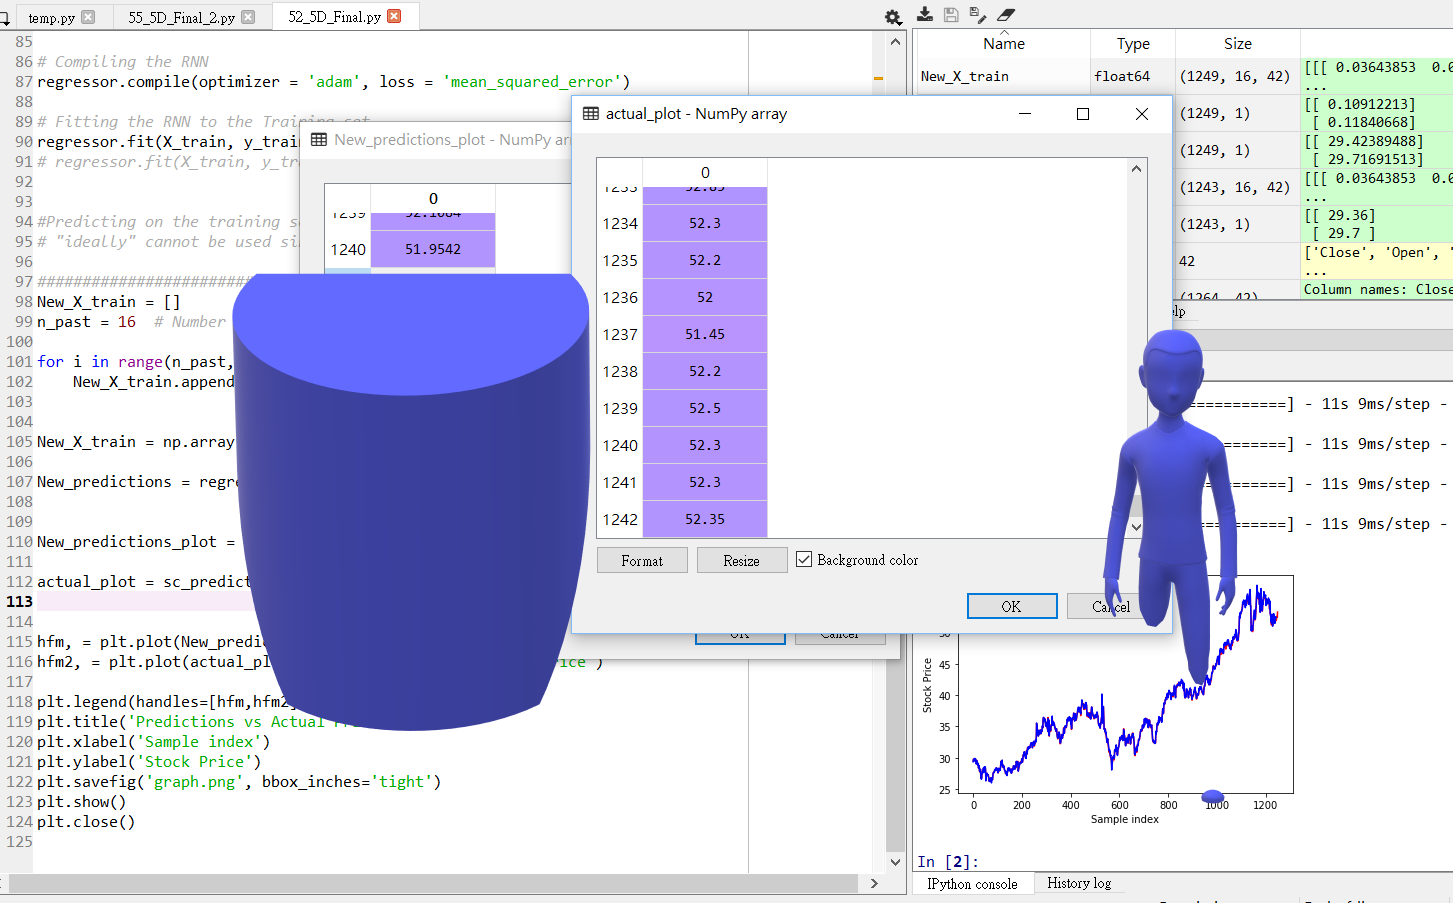 temp.py
55_5D_Final_2.py
52_5D_Final.py
85
86 # Compiling the RNN
87 regressor.compile(optimizer = 'adam', loss = 'mean_squared_error')
88
89 # Fitting the RNN to the Training set
90 regressor.fit(X_train, y_trai
91 # regressor.fit(X_train, y_tr
92
93
94 #Predicting on the training s
95 # "ideally" cannot be used si
96
97 ########################
98 New_X_train = []
99 n_past = 16  # Number
100
101 for i in range(n_past,
102     New_X_train.append
103
104
105 New_X_train = np.array
106
107 New_predictions = regre
108
109
110 New_predictions_plot =
111
112 actual_plot = sc_predict
113
114
115 hfm, = plt.plot(New_predi
116 hfm2, = plt.plot(actual_pl rice')
117
118 plt.legend(handles=[hfm,hfm2
119 plt.title('Predictions vs Actual
120 plt.xlabel('Sample index')
121 plt.ylabel('Stock Price')
122 plt.savefig('graph.png', bbox_inches='tight')
123 plt.show()
124 plt.close()
125
New_predictions_plot - NumPy arr
0
1239 52.1684
1240 51.9542
OK Cancel
actual_plot - NumPy array
0
1233 52.65
1234 52.3
1235 52.2
1236 52
1237 51.45
1238 52.2
1239 52.5
1240 52.3
1241 52.3
1242 52.35
Format Resize Background color
OK Cancel
Name Type Size
New_X_train float64 (1249, 16, 42) [[[ 0.03643853 0.0
...
(1249, 1) [[ 0.10912213]
[ 0.11840668]
(1249, 1) [[ 29.42389488]
[ 29.71691513]
(1243, 16, 42) [[[ 0.03643853 0.0
...
(1243, 1) [[ 29.36]
[ 29.7 ]
42 ['Close', 'Open', '
...
(1264, 42) Column names: Close
elp
===========] - 11s 9ms/step -
=======] - 11s 9ms/step -
=======] - 11s 9ms/step -
=======] - 11s 9ms/step -
50
45
40
35
30
25
Stock Price
0 200 400 600 800 1000 1200
Sample index
In [2]:
IPython console
History log